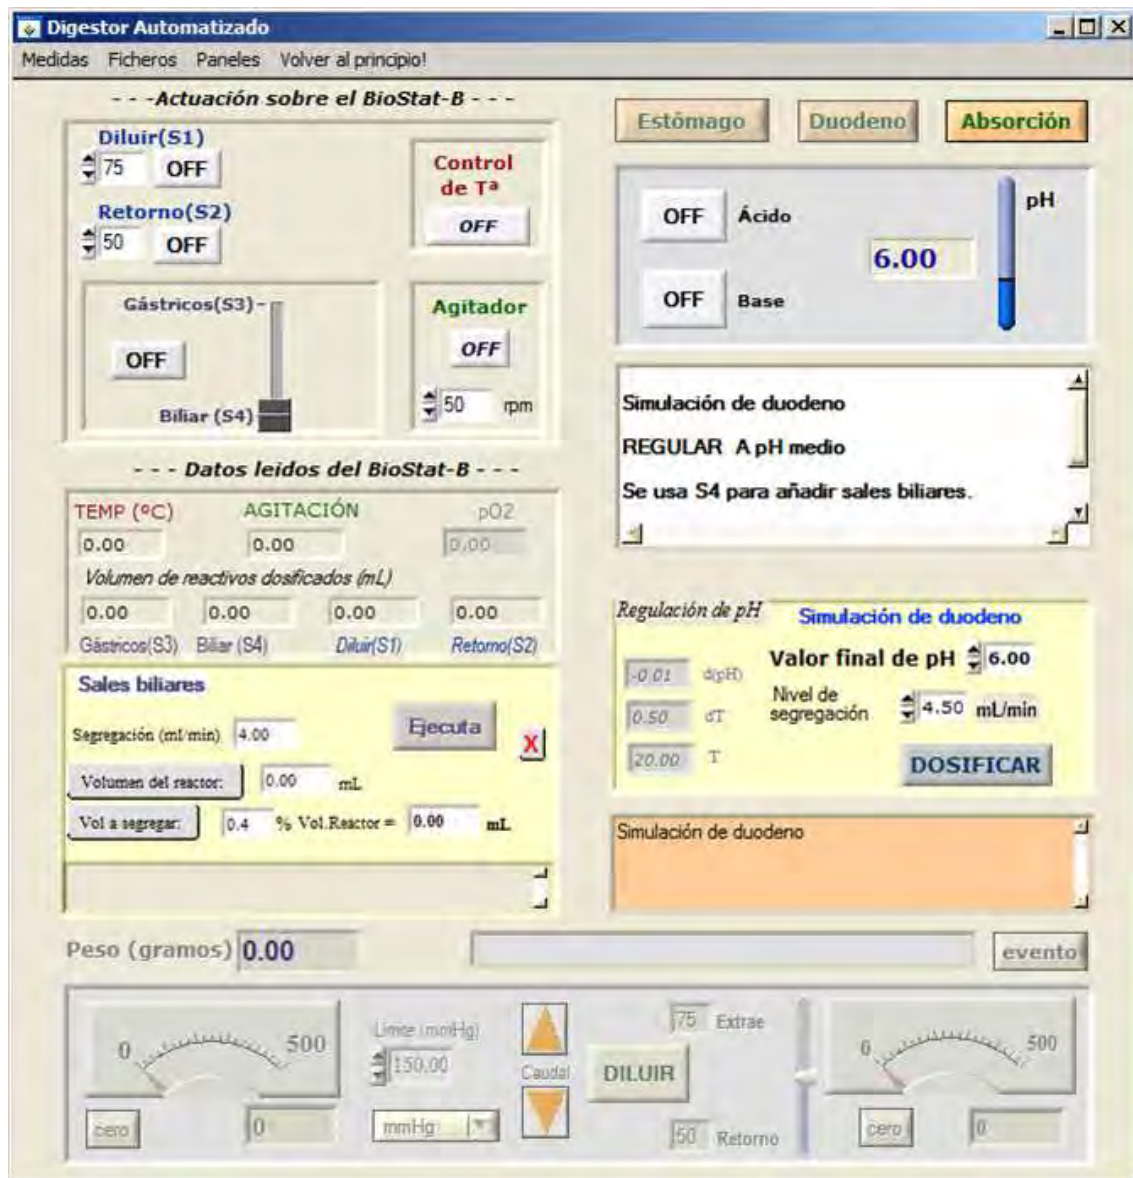 Digestor Automatizado
Medidas Ficheros Paneles Volver al principio!
- - -Actuación sobre el BioStat-B - - -
Diluir(S1)
75 OFF
Retorno(S2)
50 OFF
Control
de Tª
OFF
Gástricos(S3)
OFF
Biliar (S4)
Agitador
OFF
50 rpm
- - - Datos leidos del BioStat-B - - -
TEMP (ºC) AGITACIÓN pO2
0.00 0.00 0.00
Volumen de reactivos dosificados (mL)
0.00 0.00 0.00 0.00
Gástricos(S3) Biliar (S4) Diluir(S1) Retorno(S2)
Sales biliares
Segregación (ml/min) 4.00 Ejecuta X
Volumen del reactor: 0.00 mL
Vol a segregar: 0.4 % Vol.Reactor = 0.00 mL
Estómago Duodeno Absorción
OFF Ácido
6.00
pH
OFF Base
Simulación de duodeno
REGULAR A pH medio
Se usa S4 para añadir sales biliares.
Regulación de pH Simulación de duodeno
-0.01 d(pH)
Valor final de pH 6.00
0.50 dT
Nivel de
segregación 4.50 mL/min
20.00 T
DOSIFICAR
Simulación de duodeno
Peso (gramos) 0.00 evento
0 500
cero 0
Limite (mmHg)
150.00
mmHg
Caudal
DILUIR
75 Extrae
50 Retorno
0 500
cero 0